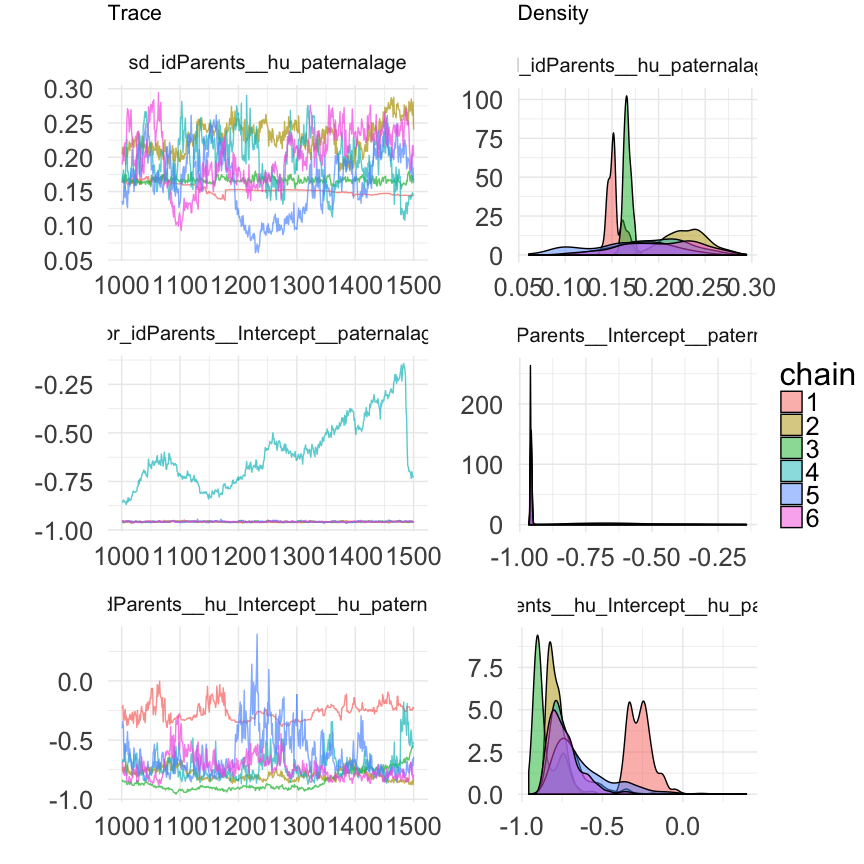 Trace
Density
sd_idParents__hu_paternalage
_idParents__hu_paternalag
0.30
0.25
0.20
0.15
0.10
0.05
1000 1100 1200 1300 1400 1500
100
75
50
25
0
0.05 0.10 0.15 0.20 0.25 0.30
or_idParents__Intercept__paternalag
Parents__Intercept__patern
-0.25
-0.50
-0.75
-1.00
1000 1100 1200 1300 1400 1500
200
100
0
-1.00 -0.75 -0.50 -0.25
chain
1
2
3
4
5
6
dParents__hu_Intercept__hu_patern
ents__hu_Intercept__hu_pa
0.0
-0.5
-1.0
1000 1100 1200 1300 1400 1500
7.5
5.0
2.5
0.0
-1.0 -0.5 0.0